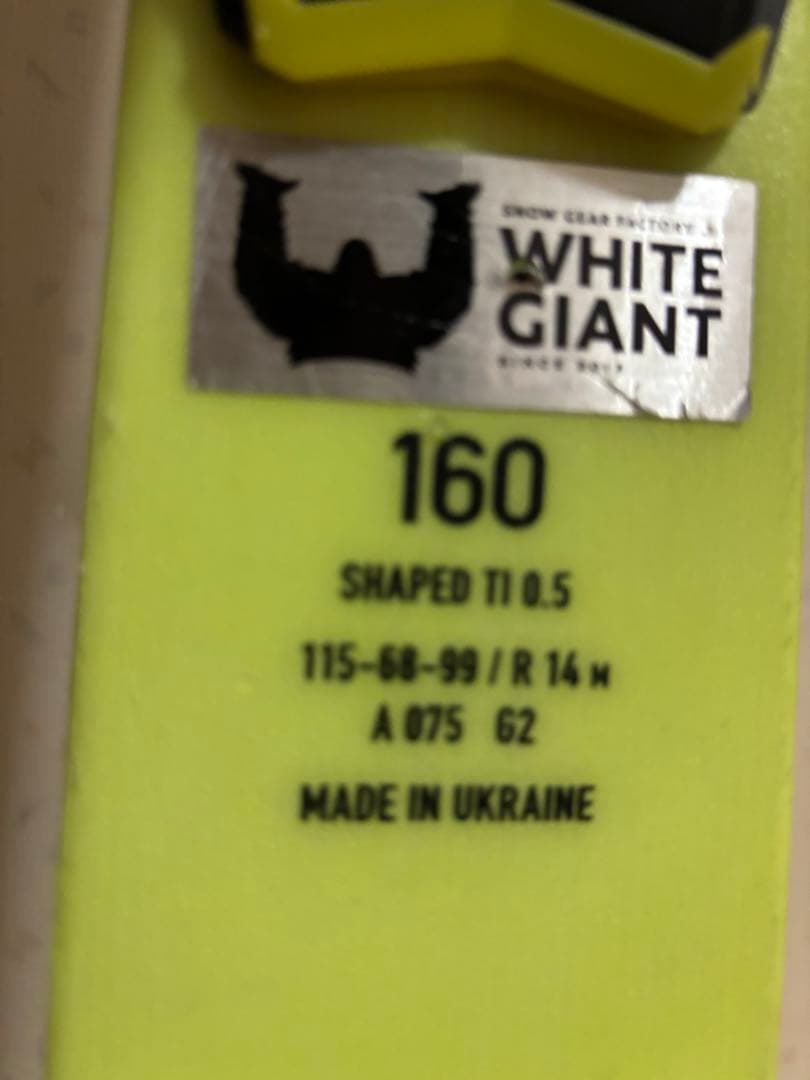 SNOW GEAR FACTORY
WHITE
GIANT
SINCE
160
SHAPED TI 0.5
115-68-99 / R 14 м
A 075 G2
MADE IN UKRAINE